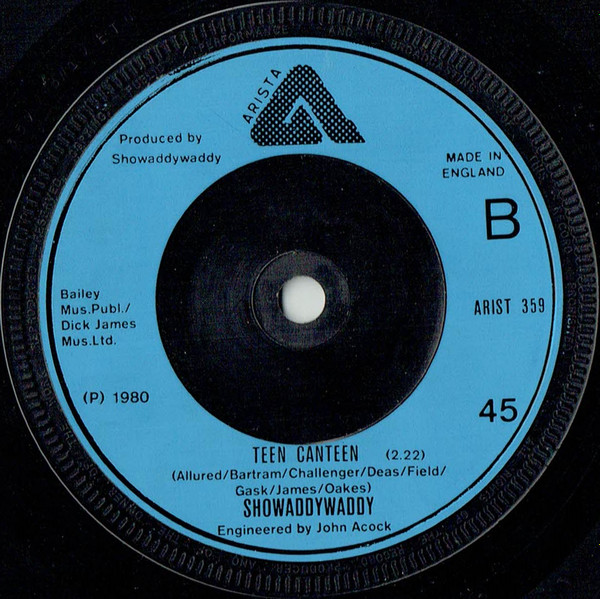 ARISTA
Produced by
Showaddywaddy
MADE IN
ENGLAND
B
Bailey
Mus.Publ./
Dick James
Mus.Ltd.
ARIST 359
(P) 1980
45
TEEN CANTEEN (2.22)
(Allured/Bartram/Challenger/Deas/Field/
Gask/James/Oakes)
SHOWADDYWADDY
Engineered by John Acock